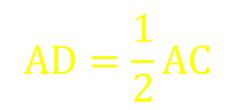 AD = 1/2 AC